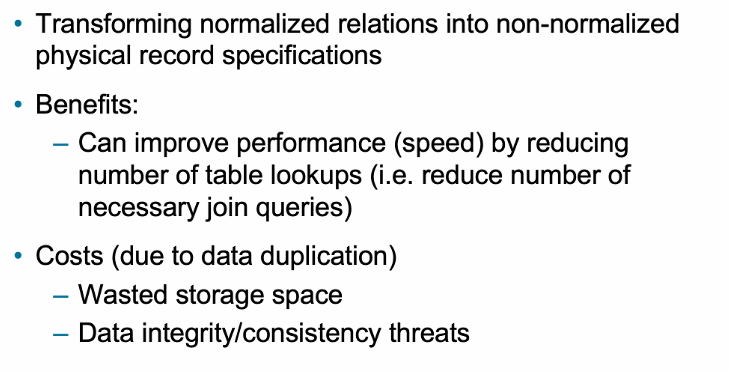 • Transforming normalized relations into non-normalized
physical record specifications
• Benefits:
– Can improve performance (speed) by reducing
number of table lookups (i.e. reduce number of
necessary join queries)
• Costs (due to data duplication)
– Wasted storage space
– Data integrity/consistency threats